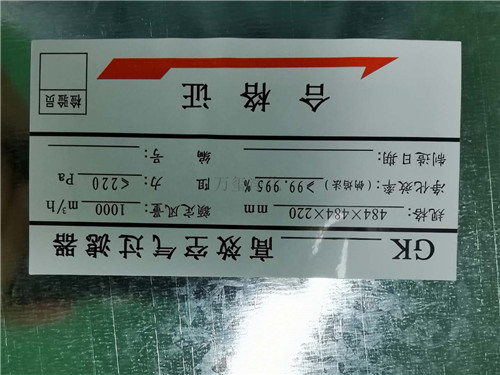 GK 高效空气过滤器
规格: 484×484×220 mm 额定风量: 1000 m³/h
净化效率: ≥99.995% (钠焰法) 阻 力: ≤220 Pa
制造日期: 编 号:
合格证
检验员